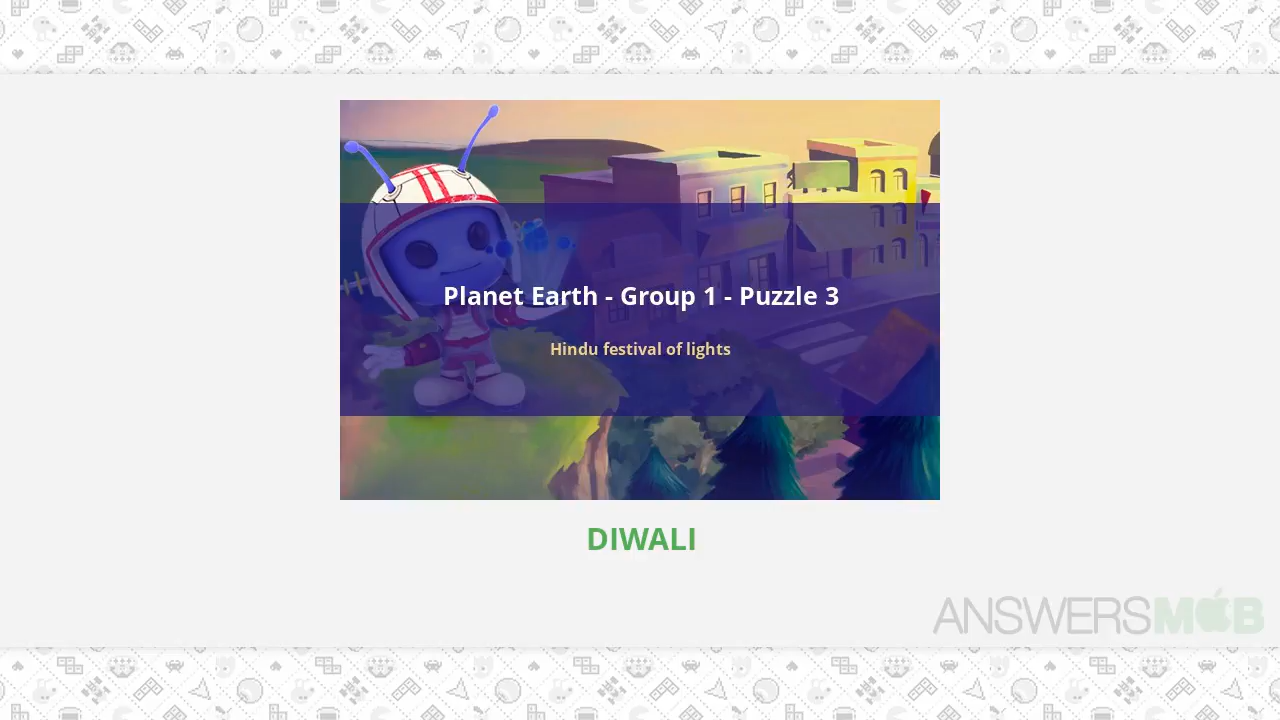 Planet Earth - Group 1 - Puzzle 3
Hindu festival of lights
DIWALI
ANSWERSMOB